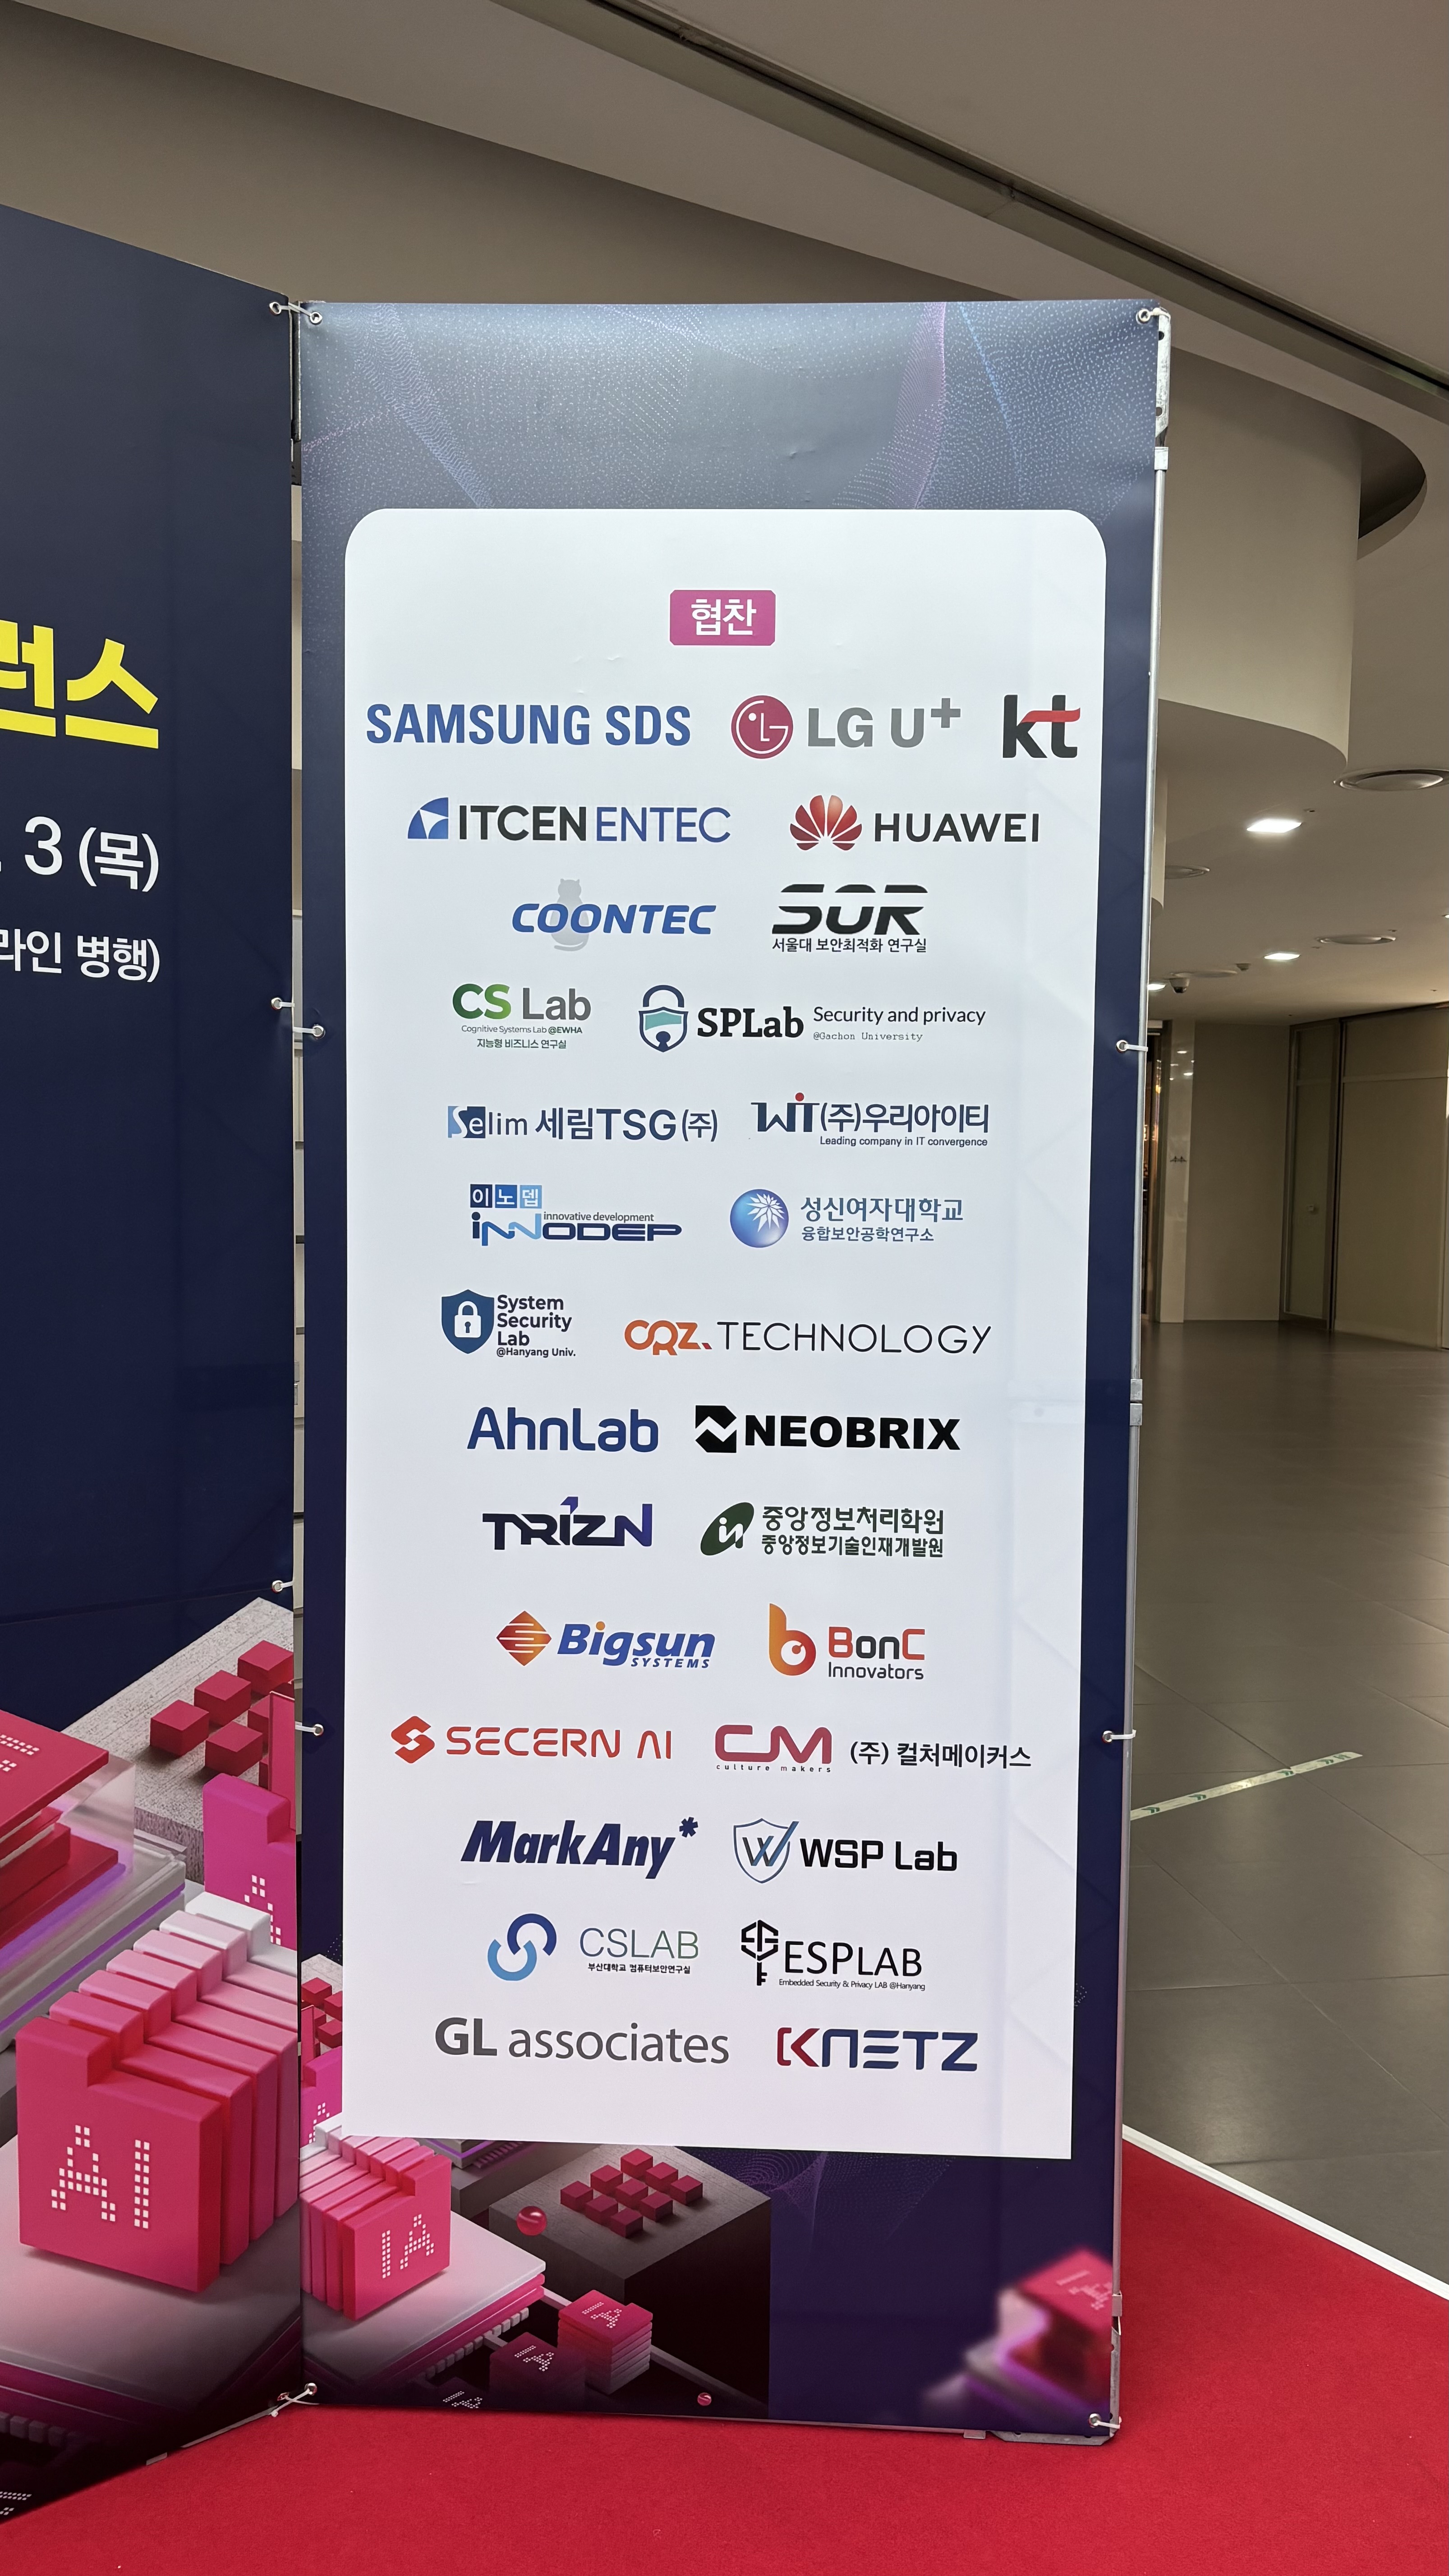 런스
. 3 (목)
라인 병행)
협찬
SAMSUNG SDS LG U+ kt
ITCEN ENTEC HUAWEI
COONTEC SOR
서울대 보안최적화 연구실
CS Lab
Cognitive Systems Lab @EWHA
지능형 비즈니스 연구실
SPLab Security and privacy
@Gachon University
Selim 세림TSG(주)
WIT (주)우리아이티
Leading company in IT convergence
이노뎁
innovative development
iNNODEP
성신여자대학교
융합보안공학연구소
System
Security
Lab
@Hanyang Univ.
CRZ. TECHNOLOGY
AhnLab NEOBRIX
TRIZN
중앙정보처리학원
중앙정보기술인재개발원
Bigsun
SYSTEMS
BonC
Innovators
SECERN AI
CM
culture makers
(주) 컬처메이커스
MarkAny* WSP Lab
CSLAB
부산대학교 컴퓨터보안연구실
ESPLAB
Embedded Security & Privacy LAB @Hanyang
GL associates KNETZ
AI